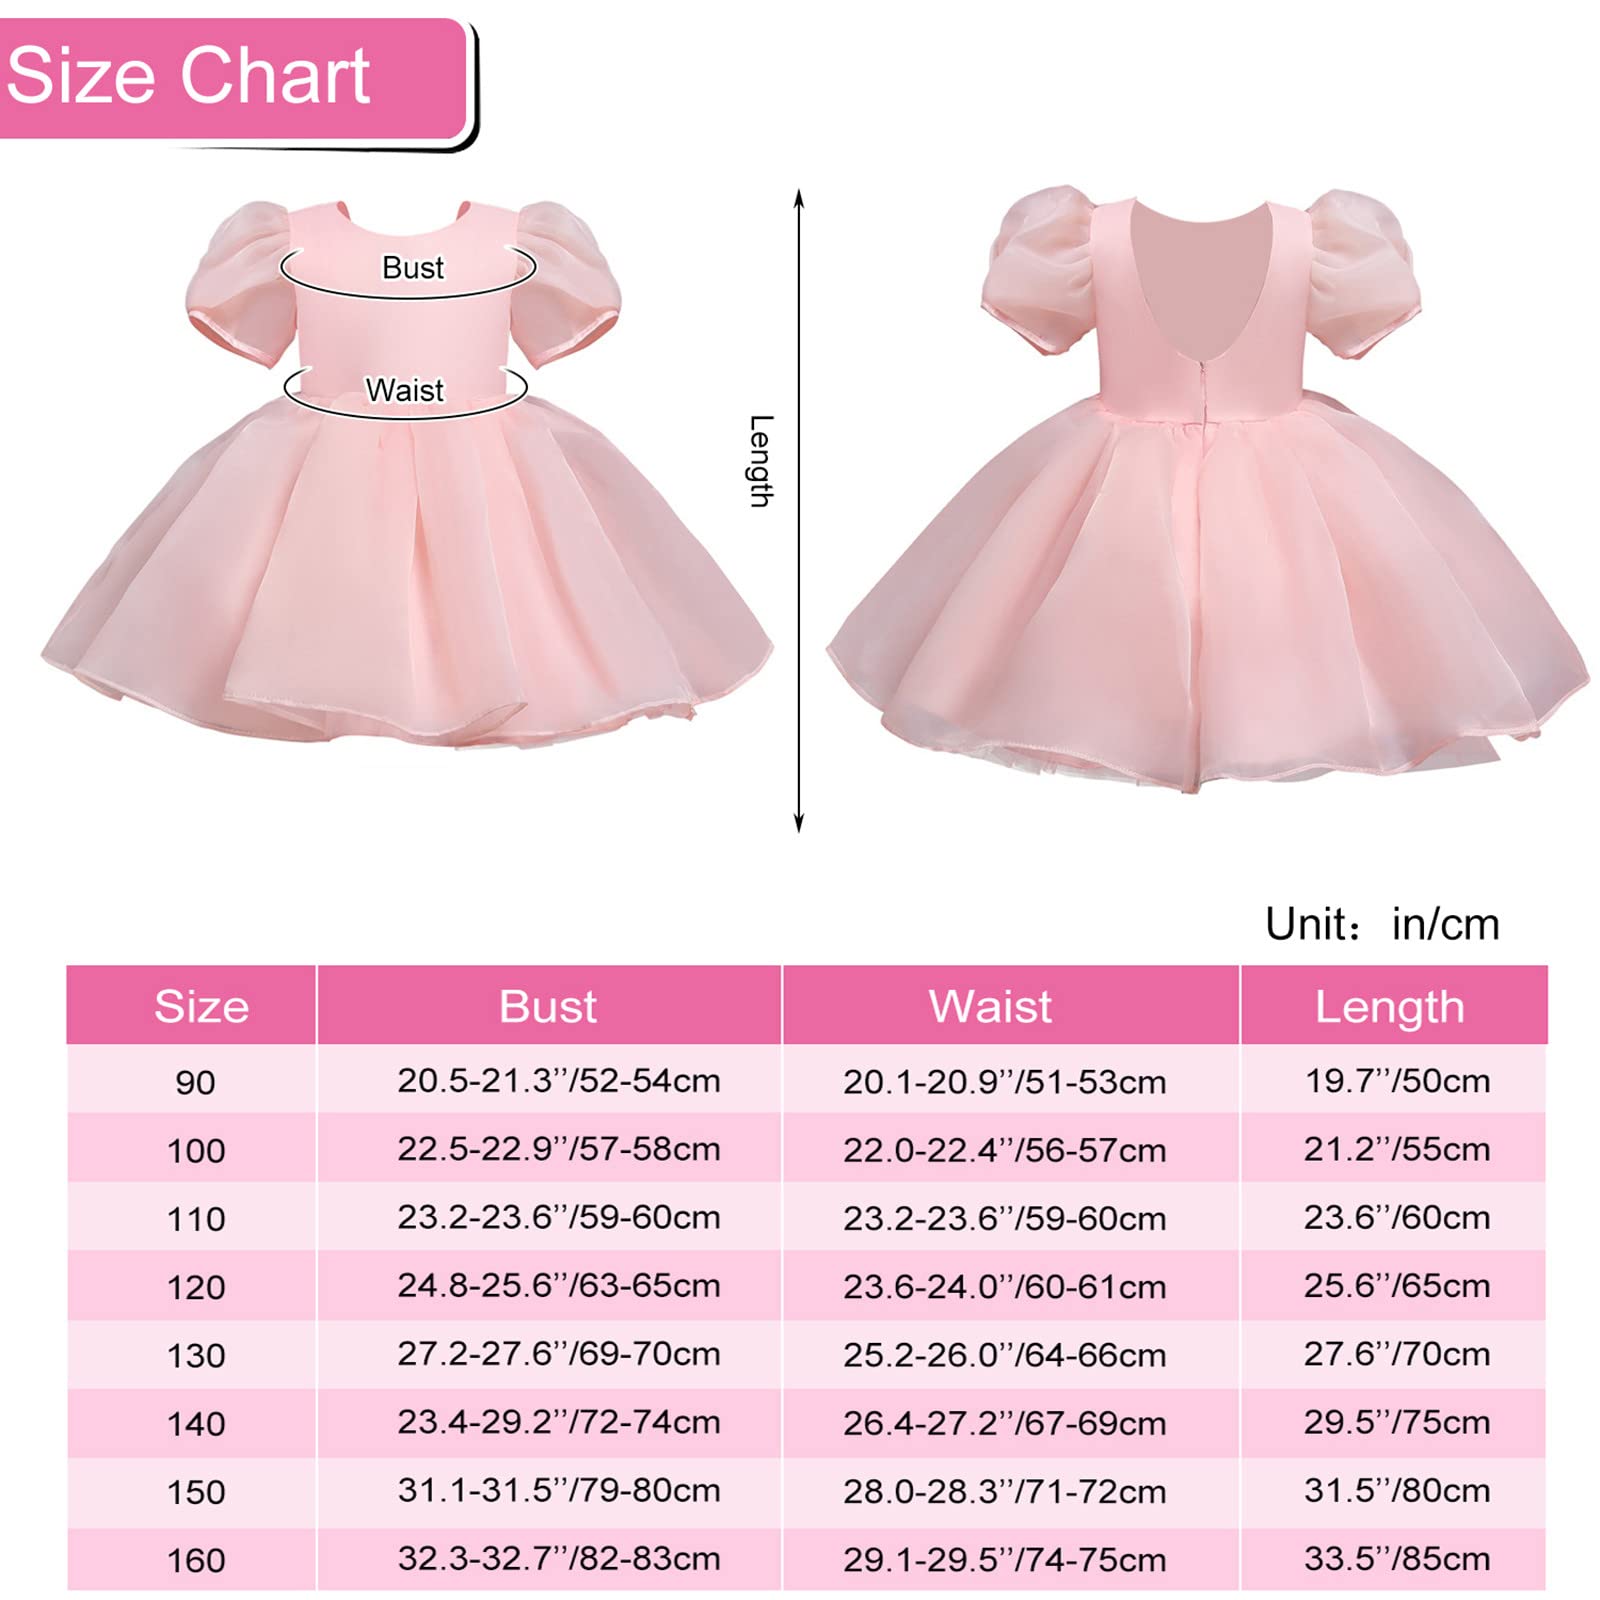 Size Chart
Bust
Waist
Length
Unit： in/cm
Size Bust Waist Length
90 20.5-21.3’’/52-54cm 20.1-20.9’’/51-53cm 19.7’’/50cm
100 22.5-22.9’’/57-58cm 22.0-22.4’’/56-57cm 21.2’’/55cm
110 23.2-23.6’’/59-60cm 23.2-23.6’’/59-60cm 23.6’’/60cm
120 24.8-25.6’’/63-65cm 23.6-24.0’’/60-61cm 25.6’’/65cm
130 27.2-27.6’’/69-70cm 25.2-26.0’’/64-66cm 27.6’’/70cm
140 23.4-29.2’’/72-74cm 26.4-27.2’’/67-69cm 29.5’’/75cm
150 31.1-31.5’’/79-80cm 28.0-28.3’’/71-72cm 31.5’’/80cm
160 32.3-32.7’’/82-83cm 29.1-29.5’’/74-75cm 33.5’’/85cm